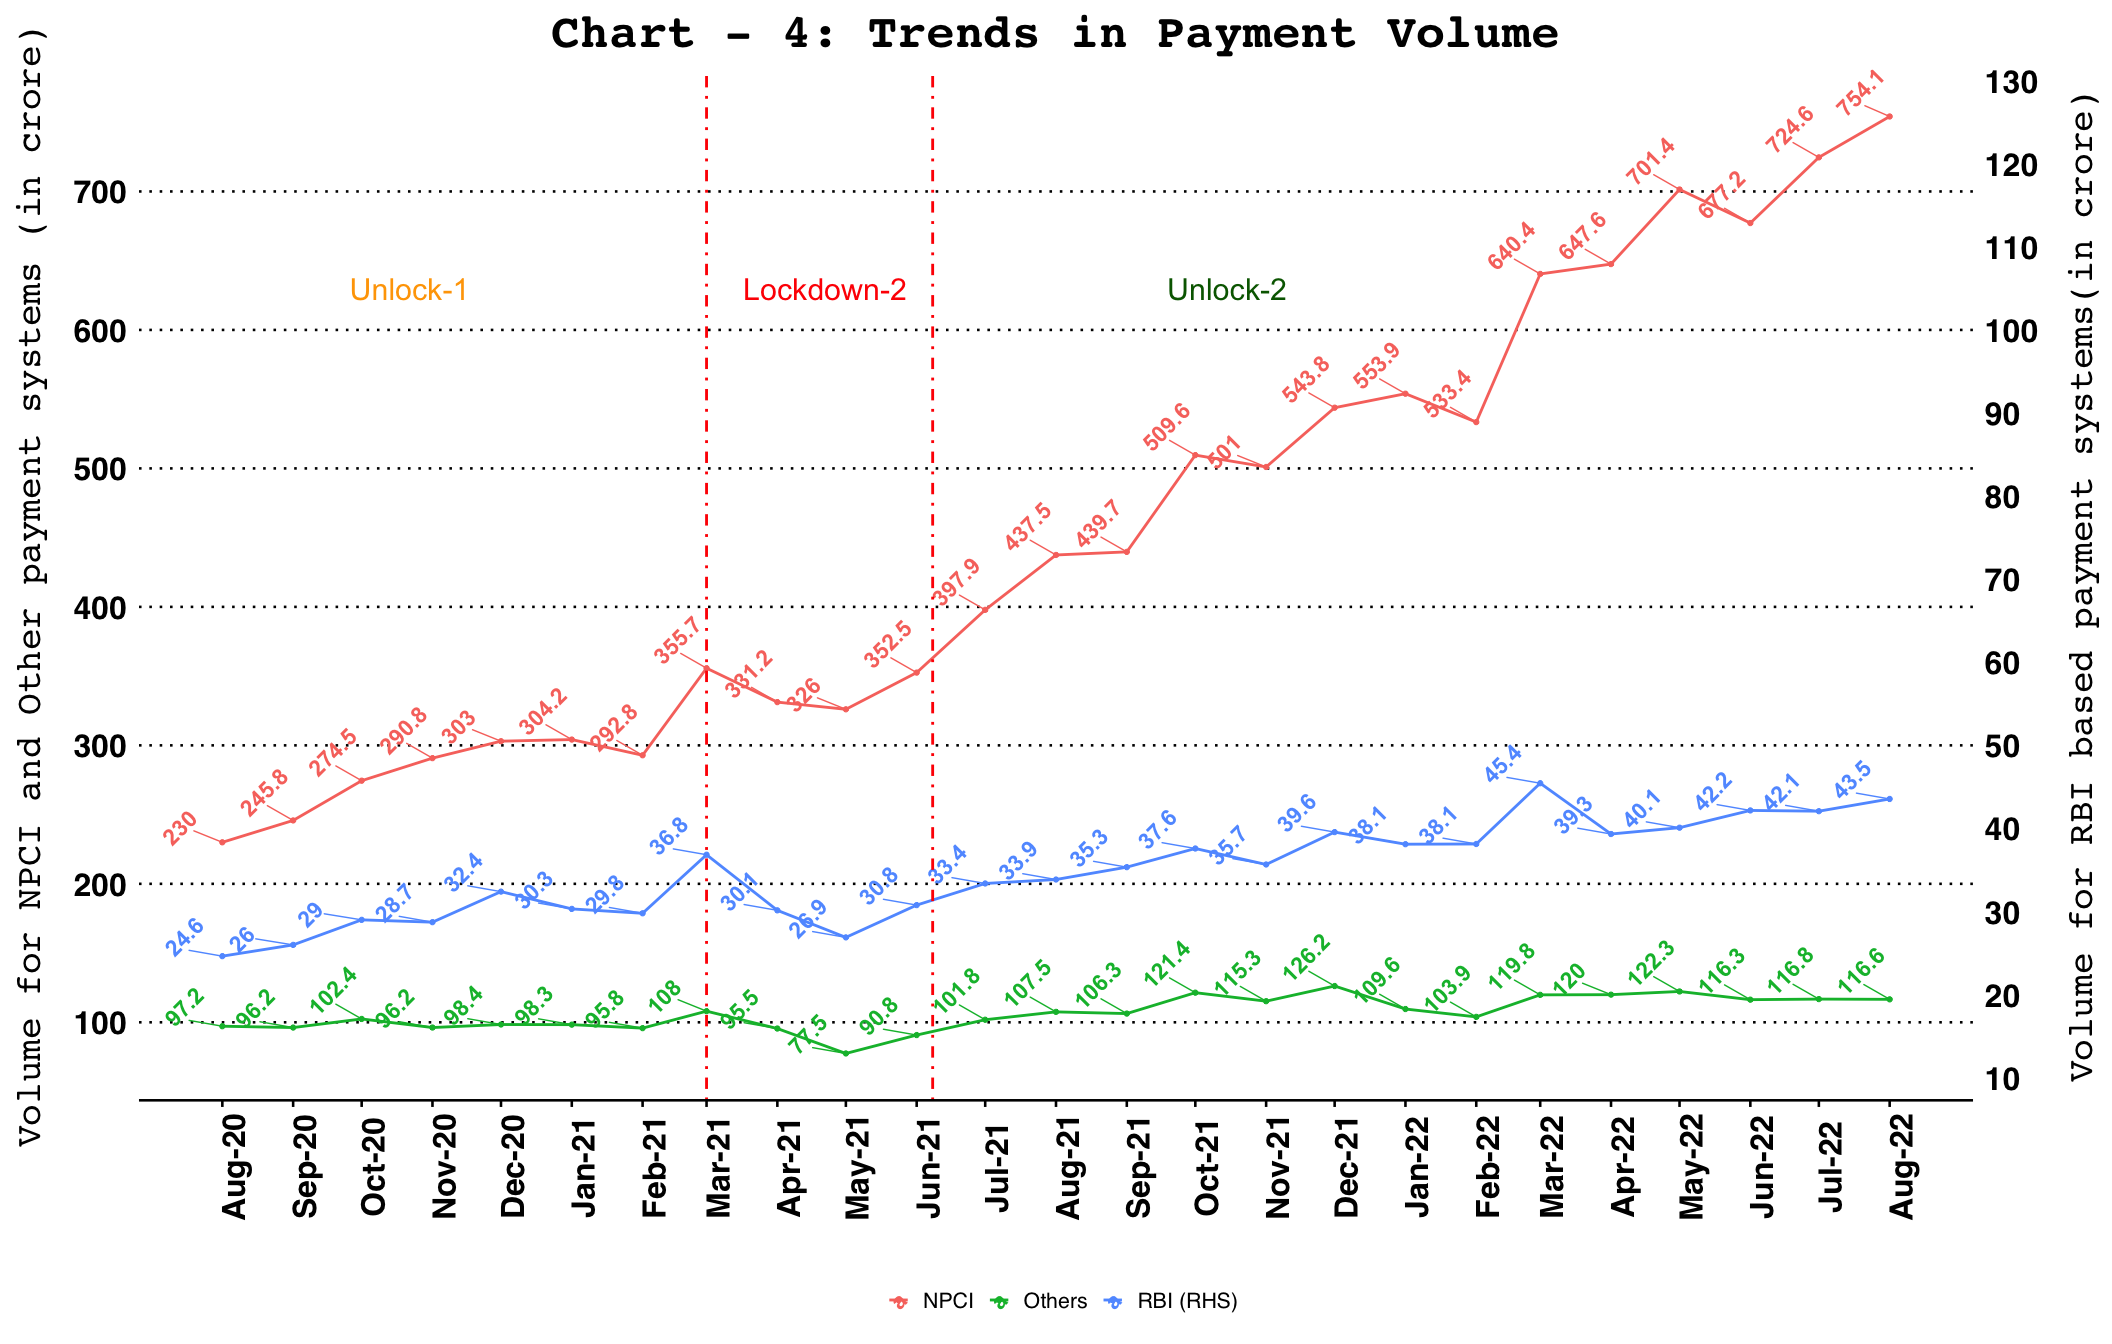 Chart - 4: Trends in Payment Volume
Volume for NPCI and Other payment systems (in crore)
Volume for RBI based payment systems(in crore)
700
600
500
400
300
200
100
130
120
110
100
90
80
70
60
50
40
30
20
10
Unlock-1
Lockdown-2
Unlock-2
230
245.8
274.5
290.8
303
304.2
292.8
355.7
331.2
326
352.5
397.9
437.5
439.7
509.6
501
543.8
553.9
533.4
640.4
647.6
701.4
677.2
724.6
754.1
24.6
26
29
28.7
32.4
30.3
29.8
36.8
30.1
26.9
30.8
33.4
33.9
35.3
37.6
35.7
39.6
38.1
38.1
45.4
39.3
40.1
42.2
42.1
43.5
97.2
96.2
102.4
96.2
98.4
98.3
95.8
108
95.5
77.5
90.8
101.8
107.5
106.3
121.4
115.3
126.2
109.6
103.9
119.8
120
122.3
116.3
116.8
116.6
Aug-20
Sep-20
Oct-20
Nov-20
Dec-20
Jan-21
Feb-21
Mar-21
Apr-21
May-21
Jun-21
Jul-21
Aug-21
Sep-21
Oct-21
Nov-21
Dec-21
Jan-22
Feb-22
Mar-22
Apr-22
May-22
Jun-22
Jul-22
Aug-22
NPCI Others RBI (RHS)